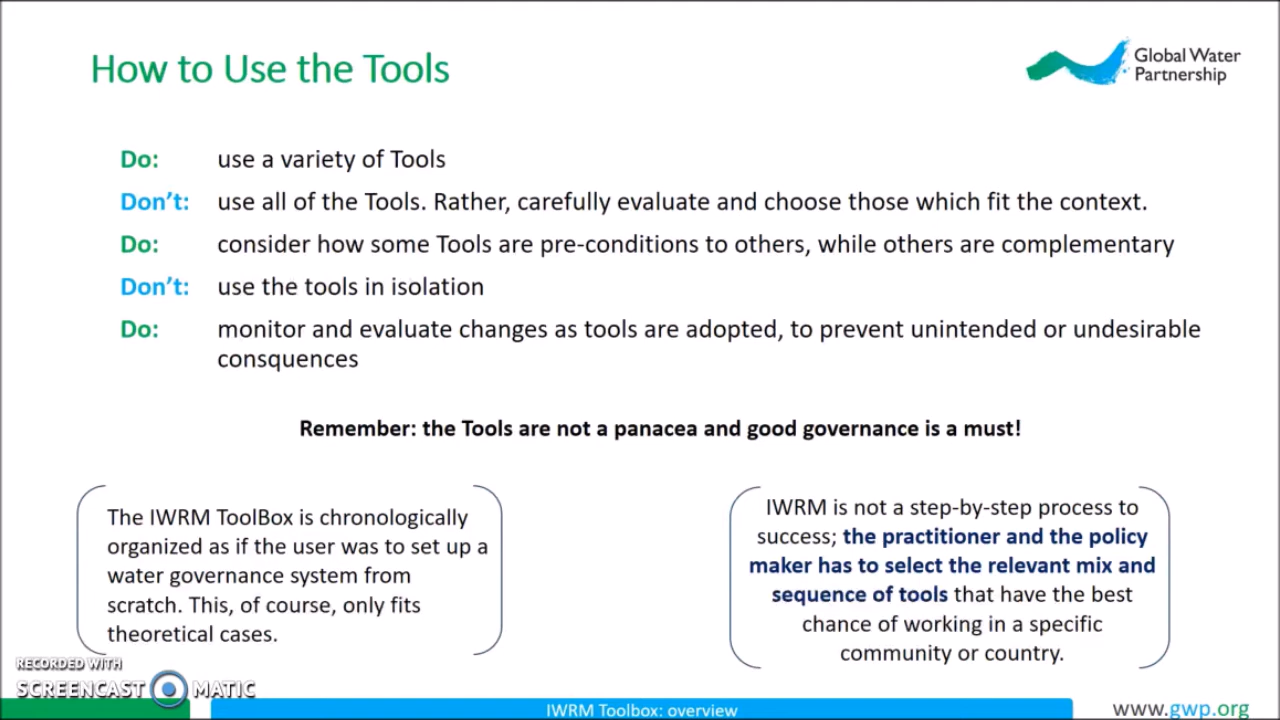 How to Use the Tools
Global Water
Partnership
Do: use a variety of Tools
Don't: use all of the Tools. Rather, carefully evaluate and choose those which fit the context.
Do: consider how some Tools are pre-conditions to others, while others are complementary
Don't: use the tools in isolation
Do: monitor and evaluate changes as tools are adopted, to prevent unintended or undesirable
consquences
Remember: the Tools are not a panacea and good governance is a must!
The IWRM ToolBox is chronologically
organized as if the user was to set up a
water governance system from
scratch. This, of course, only fits
theoretical cases.
IWRM is not a step-by-step process to
success; the practitioner and the policy
maker has to select the relevant mix and
sequence of tools that have the best
chance of working in a specific
community or country.
RECORDED WITH
SCREENCAST MATIC
IWRM Toolbox: overview
www.gwp.org